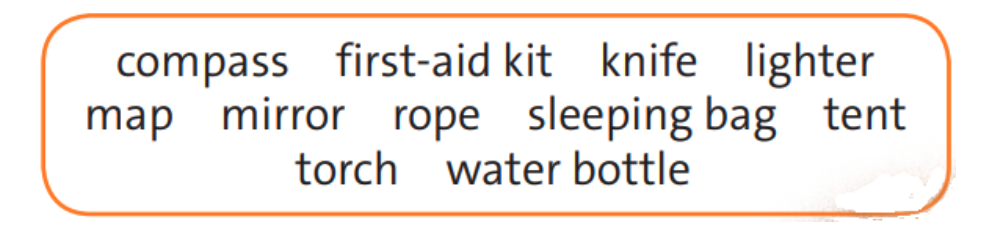 compass first-aid kit knife lighter
map mirror rope sleeping bag tent
torch water bottle